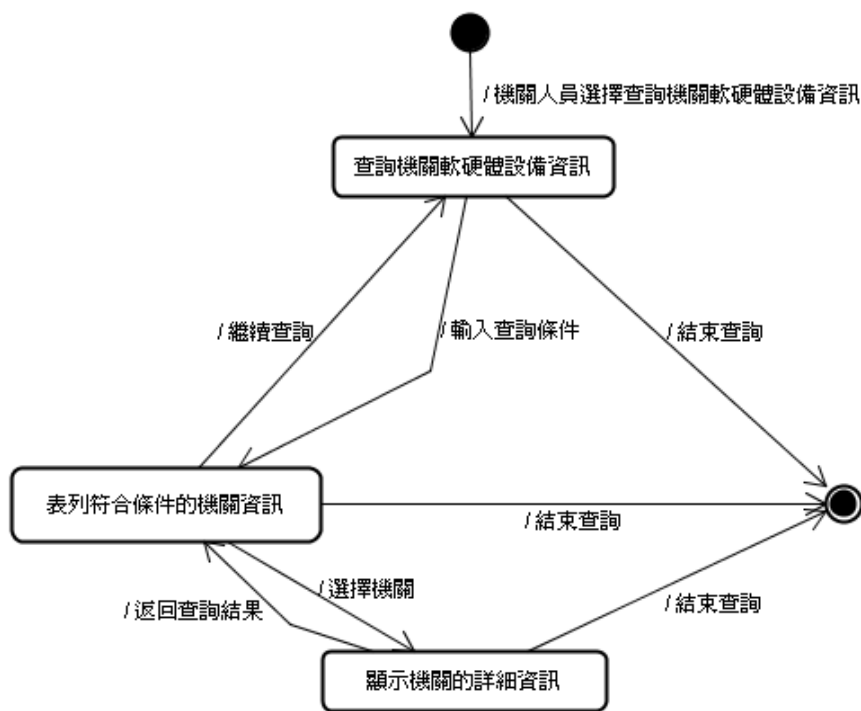 / 機關人員選擇查詢機關軟硬體設備資訊
查詢機關軟硬體設備資訊
/ 繼續查詢
/ 輸入查詢條件
/ 結束查詢
表列符合條件的機關資訊
/ 結束查詢
/ 選擇機關
/ 返回查詢結果
/ 結束查詢
顯示機關的詳細資訊